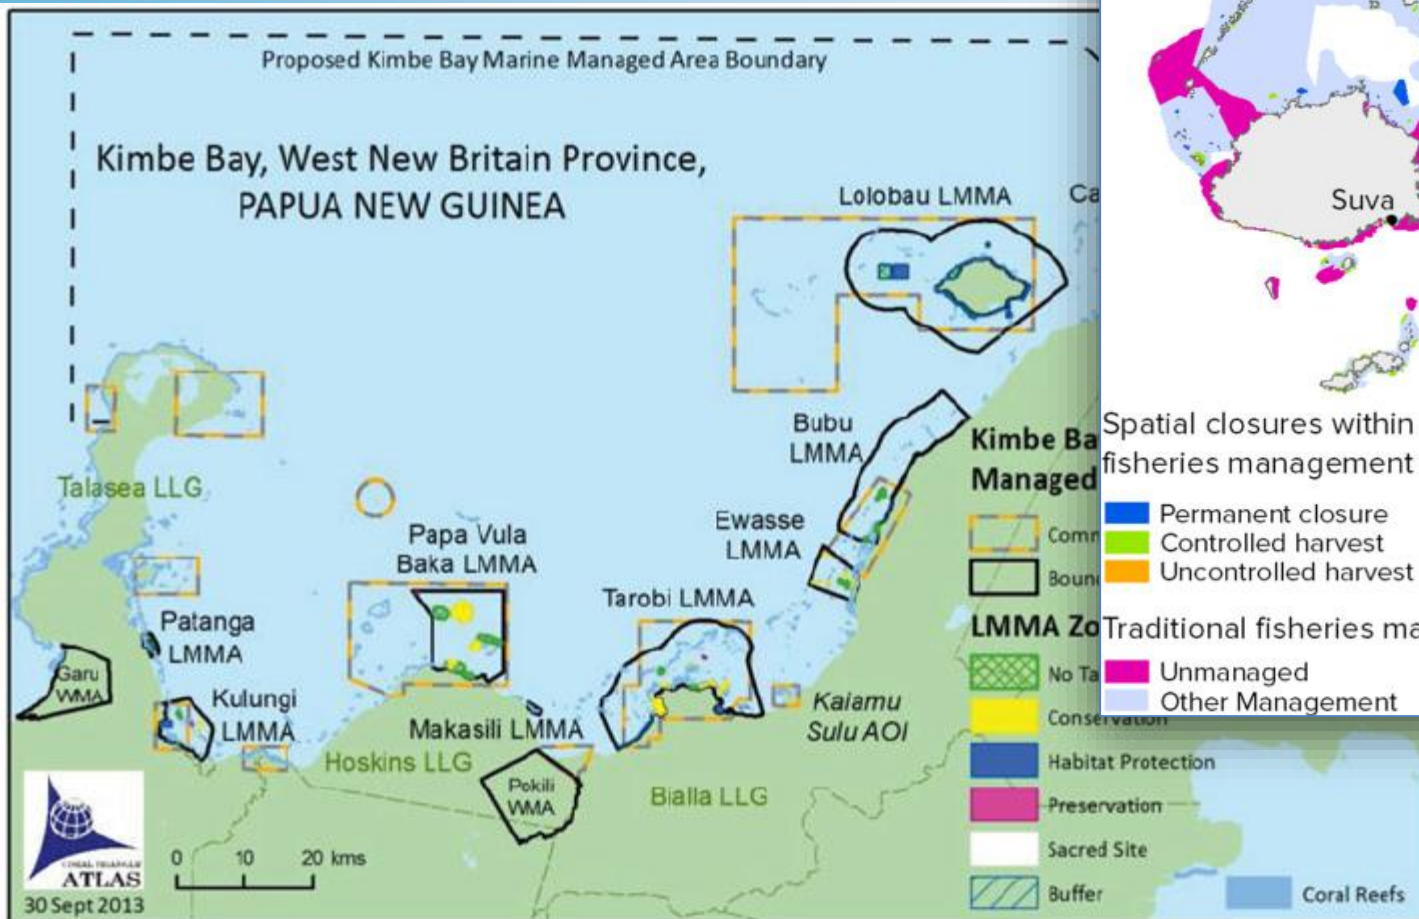 Proposed Kimbe Bay Marine Managed Area Boundary
Kimbe Bay, West New Britain Province,
PAPUA NEW GUINEA
Lolobau LMMA
Ca
Bubu
LMMA
Ewasse
LMMA
Talasea LLG
Papa Vula
Baka LMMA
Tarobi LMMA
Patanga
LMMA
Garu
WMA
Kulungi
LMMA
Makasili LMMA
Kaiamu
Sulu AOI
Hoskins LLG
Pokili
WMA
Bialla LLG
0 10 20 kms
CORAL TRIANGLE
ATLAS
30 Sept 2013
Kimbe Ba
Managed
Comm
Boun
LMMA Zo
No Ta
Conservation
Habitat Protection
Preservation
Sacred Site
Buffer
Coral Reefs
Suva
Spatial closures within
fisheries management
Permanent closure
Controlled harvest
Uncontrolled harvest
Traditional fisheries ma
Unmanaged
Other Management